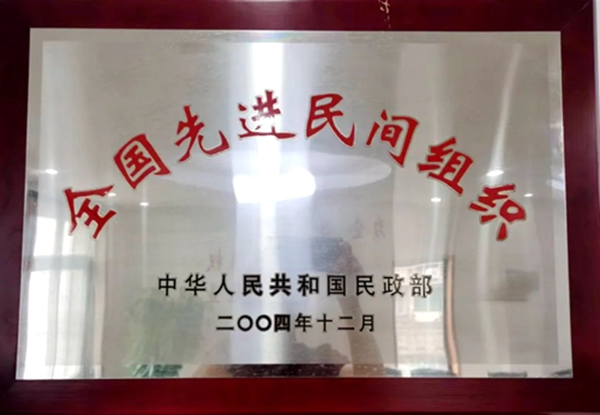 全国先进民间组织
中华人民共和国民政部
二〇〇四年十二月